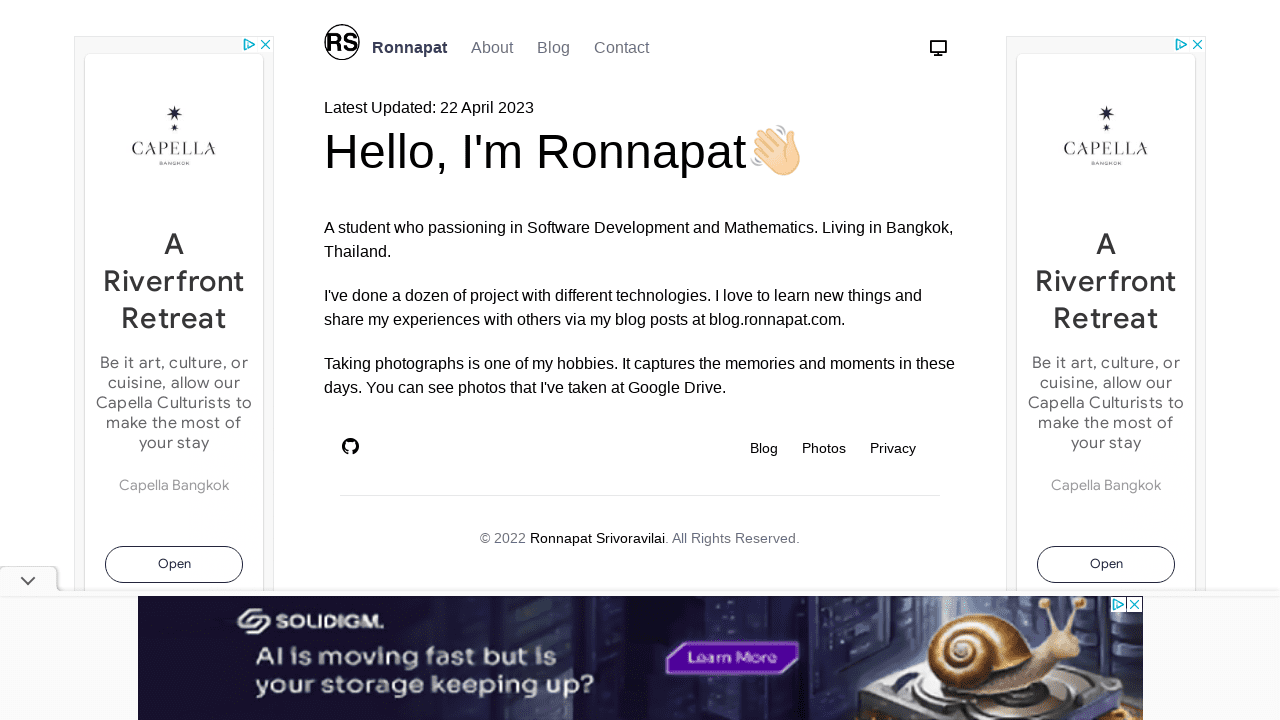 RS Ronnapat About Blog Contact
Latest Updated: 22 April 2023
Hello, I'm Ronnapat👋🏻
A student who passioning in Software Development and Mathematics. Living in Bangkok,
Thailand.
I've done a dozen of project with different technologies. I love to learn new things and
share my experiences with others via my blog posts at blog.ronnapat.com.
Taking photographs is one of my hobbies. It captures the memories and moments in these
days. You can see photos that I've taken at Google Drive.
Blog Photos Privacy
© 2022 Ronnapat Srivoravilai. All Rights Reserved.
CAPELLA
BANGKOK
A
Riverfront
Retreat
Be it art, culture, or
cuisine, allow our
Capella Culturists to
make the most of
your stay
Capella Bangkok
Open
CAPELLA
BANGKOK
A
Riverfront
Retreat
Be it art, culture, or
cuisine, allow our
Capella Culturists to
make the most of
your stay
Capella Bangkok
Open
SOLIDIGM.
AI is moving fast but is
your storage keeping up?
Learn More